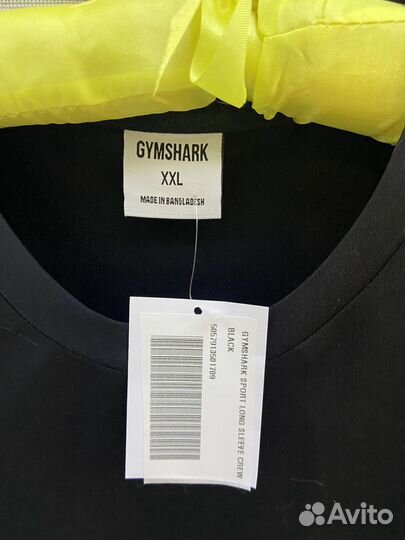 GYMSHARK
XXL
MADE IN BANGLADESH
GYMSHARK SPORT LONG SLEEVE CREW
BLACK
5057913501709
Avito